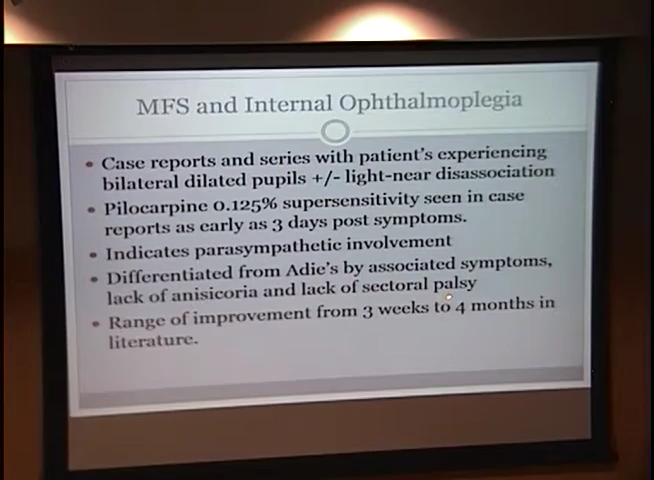 MFS and Internal Ophthalmoplegia
• Case reports and series with patient's experiencing
bilateral dilated pupils +/- light-near disassociation
• Pilocarpine 0.125% supersensitivity seen in case
reports as early as 3 days post symptoms.
• Indicates parasympathetic involvement
• Differentiated from Adie's by associated symptoms,
lack of anisicoria and lack of sectoral palsy
• Range of improvement from 3 weeks to 4 months in
literature.